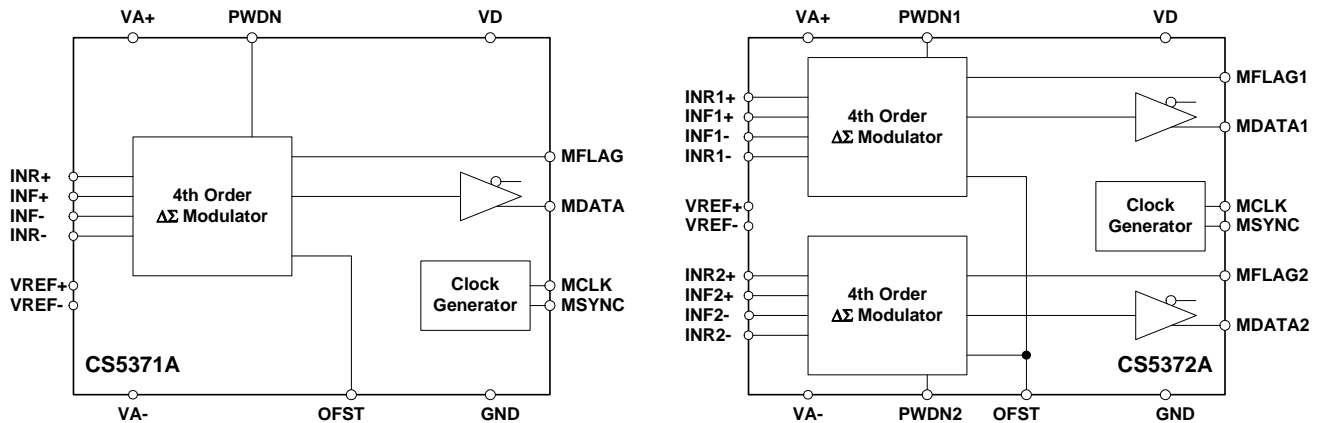 VA+ PWDN VD
INR+
INF+
INF-
INR-
VREF+
VREF-
4th Order
ΔΣ Modulator
MFLAG
MDATA
Clock
Generator
MCLK
MSYNC
CS5371A
VA- OFST GND
VA+ PWDN1 VD
INR1+
INF1+
INF1-
INR1-
4th Order
ΔΣ Modulator
MFLAG1
MDATA1
VREF+
VREF-
Clock
Generator
MCLK
MSYNC
INR2+
INF2+
INF2-
INR2-
4th Order
ΔΣ Modulator
MFLAG2
MDATA2
CS5372A
VA- PWDN2 OFST GND